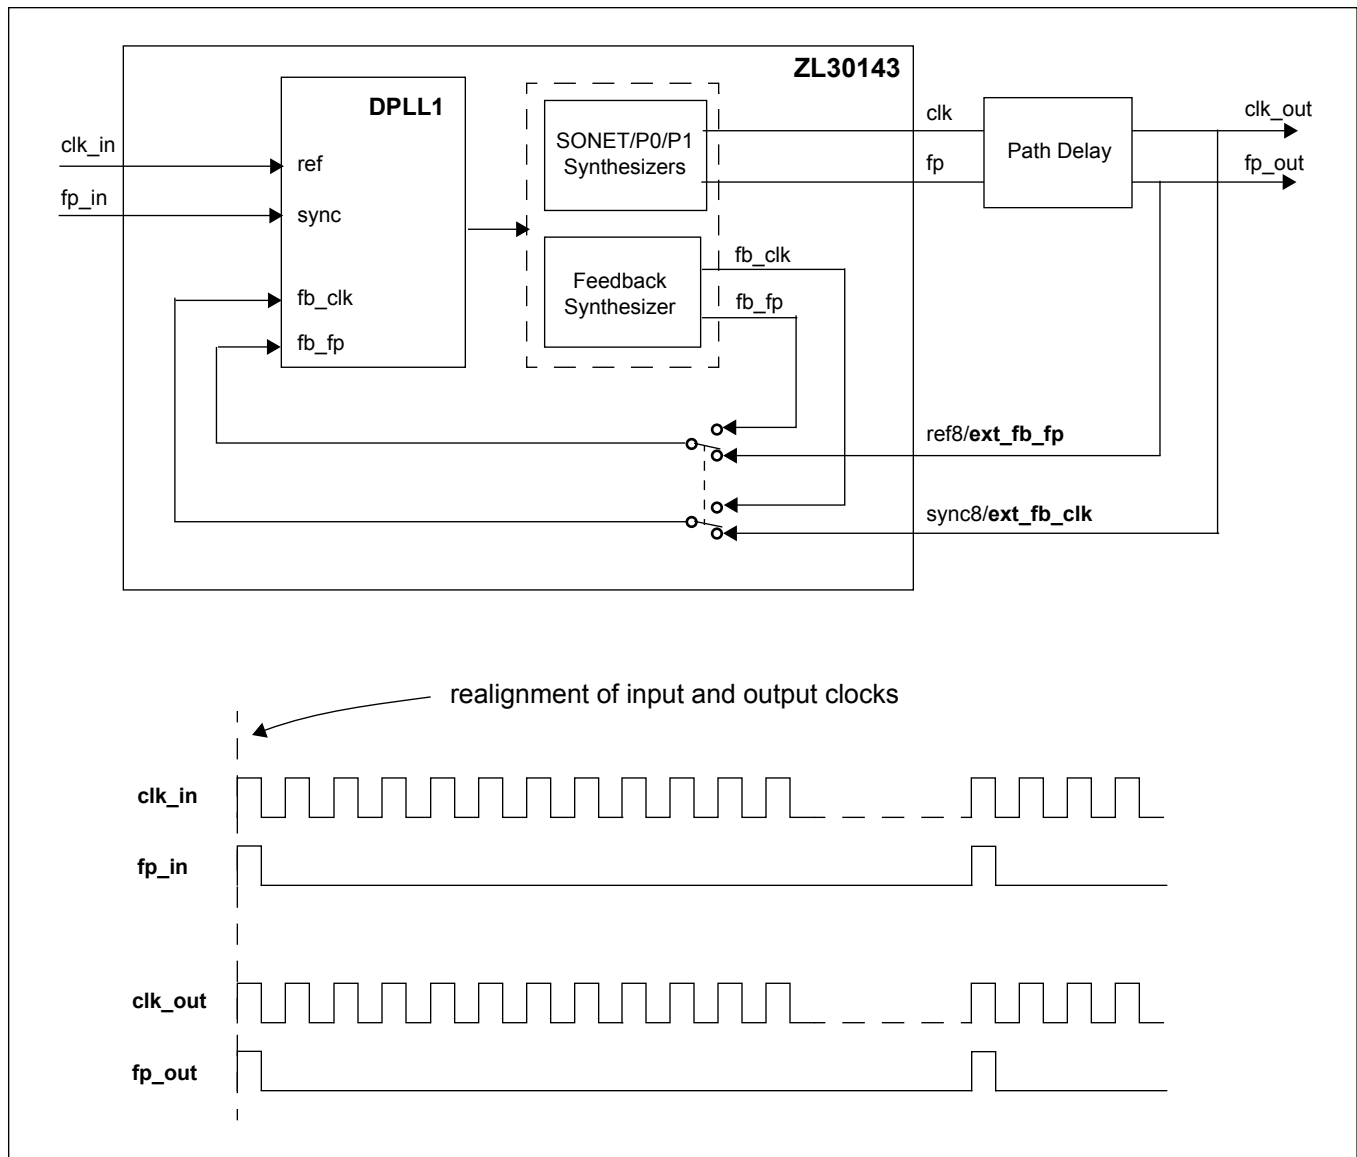 ZL30143
DPLL1
clk_in
ref
fp_in
sync
fb_clk
fb_fp
SONET/P0/P1
Synthesizers
Feedback
Synthesizer
fb_clk
fb_fp
clk
fp
Path Delay
clk_out
fp_out
ref8/ext_fb_fp
sync8/ext_fb_clk
realignment of input and output clocks
clk_in
fp_in
clk_out
fp_out